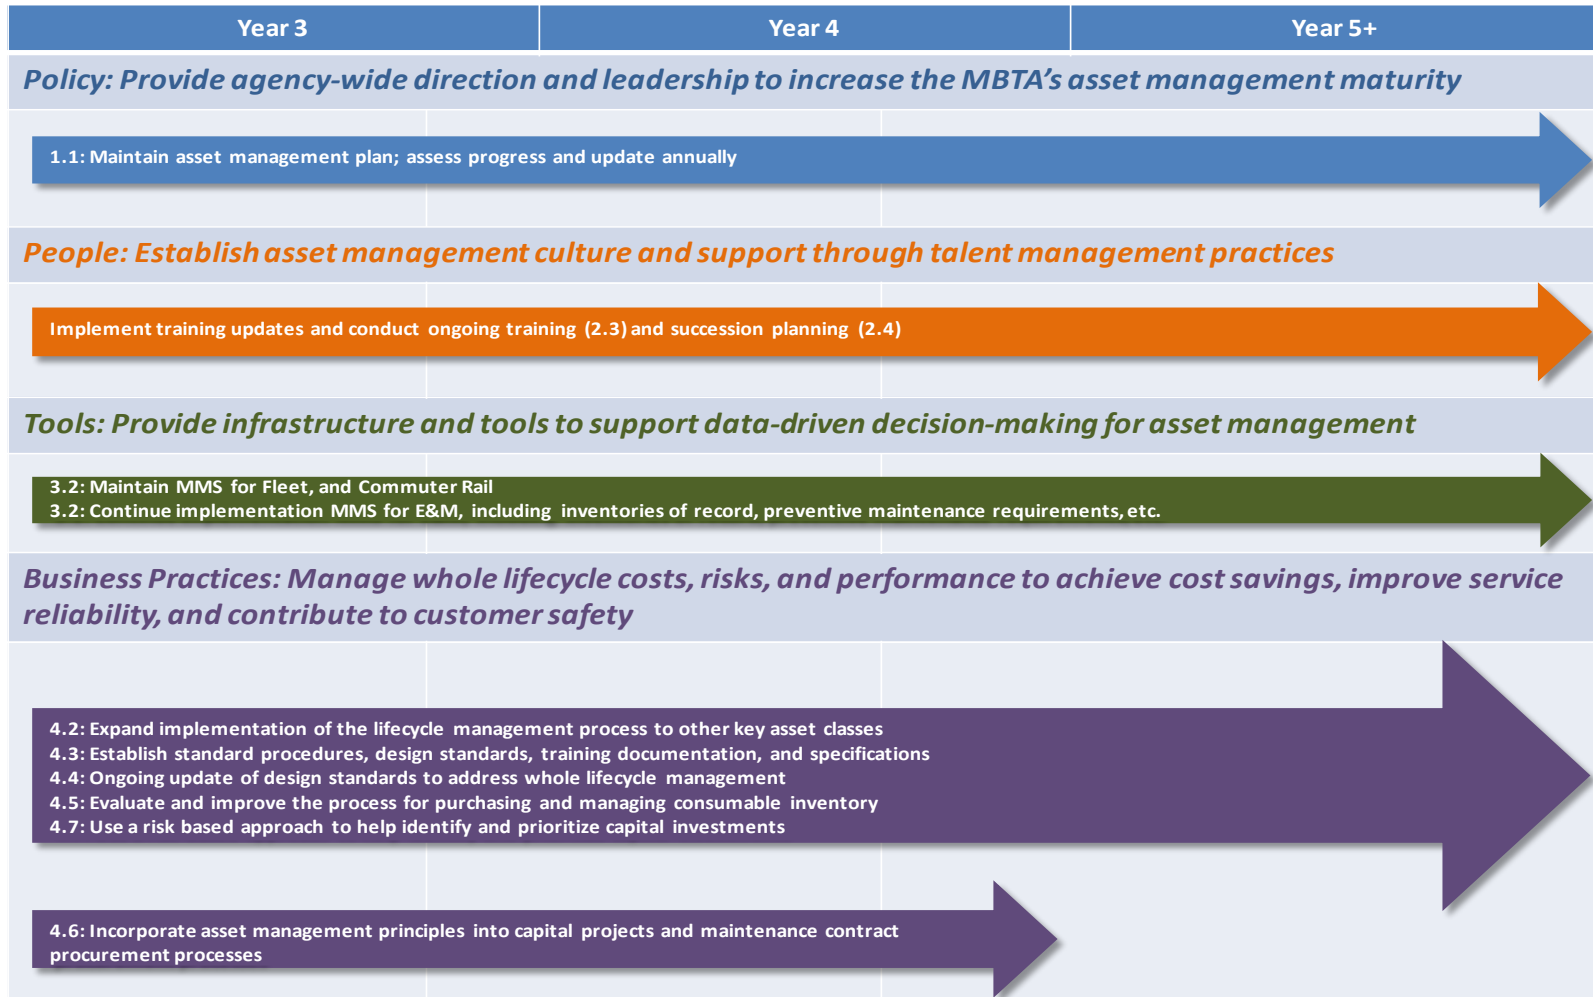 Year 3
Year 4
Year 5+
Policy: Provide agency-wide direction and leadership to increase the MBTA's asset management maturity
1.1: Maintain asset management plan; assess progress and update annually
People: Establish asset management culture and support through talent management practices
Implement training updates and conduct ongoing training (2.3) and succession planning (2.4)
Tools: Provide infrastructure and tools to support data-driven decision-making for asset management
3.2: Maintain MMS for Fleet, and Commuter Rail
3.2: Continue implementation MMS for E&M, including inventories of record, preventive maintenance requirements, etc.
Business Practices: Manage whole lifecycle costs, risks, and performance to achieve cost savings, improve service
reliability, and contribute to customer safety
4.2: Expand implementation of the lifecycle management process to other key asset classes
4.3: Establish standard procedures, design standards, training documentation, and specifications
4.4: Ongoing update of design standards to address whole lifecycle management
4.5: Evaluate and improve the process for purchasing and managing consumable inventory
4.7: Use a risk based approach to help identify and prioritize capital investments
4.6: Incorporate asset management principles into capital projects and maintenance contract
procurement processes